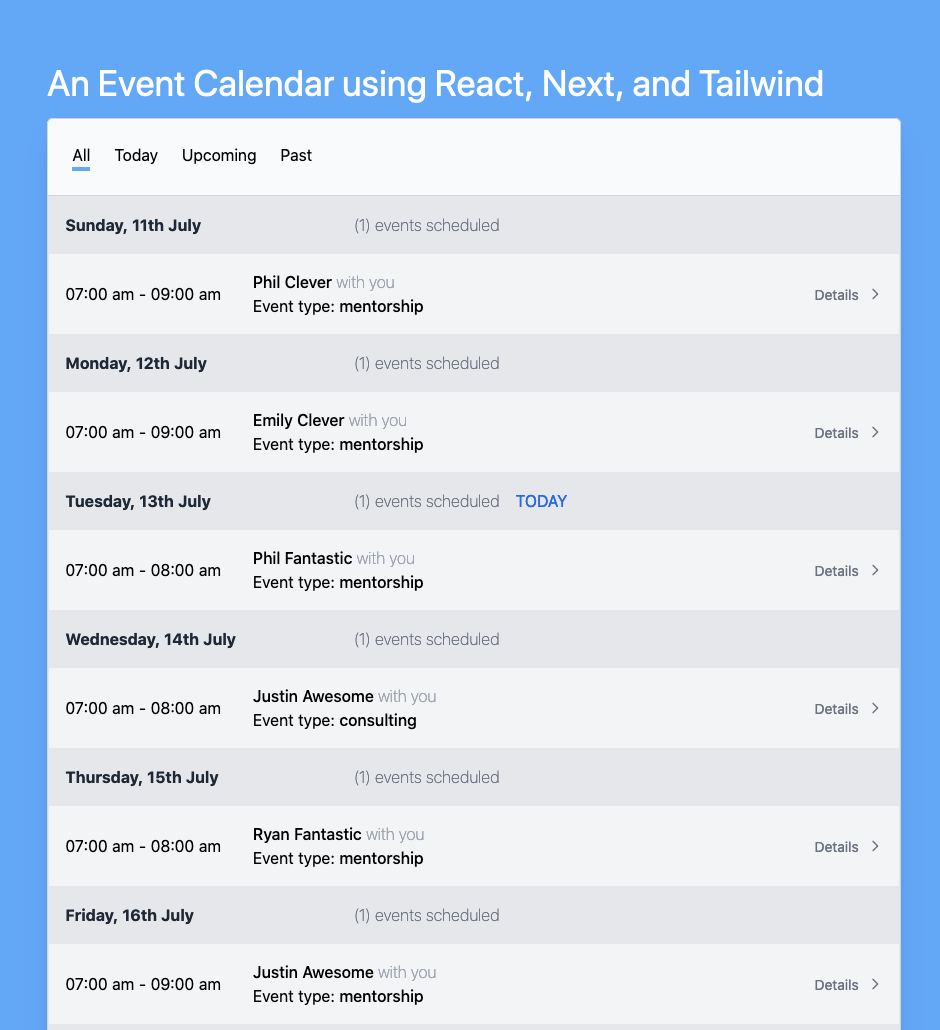 An Event Calendar using React, Next, and Tailwind
All Today Upcoming Past
Sunday, 11th July (1) events scheduled
Phil Clever with you
07:00 am - 09:00 am Details
Event type: mentorship
Monday, 12th July (1) events scheduled
Emily Clever with you
07:00 am - 09:00 am Details
Event type: mentorship
Tuesday, 13th July (1) events scheduled TODAY
Phil Fantastic with you
07:00 am - 08:00 am Details
Event type: mentorship
Wednesday, 14th July (1) events scheduled
Justin Awesome with you
07:00 am - 08:00 am Details
Event type: consulting
Thursday, 15th July (1) events scheduled
Ryan Fantastic with you
07:00 am - 08:00 am Details
Event type: mentorship
Friday, 16th July (1) events scheduled
Justin Awesome with you
07:00 am - 09:00 am Details
Event type: mentorship